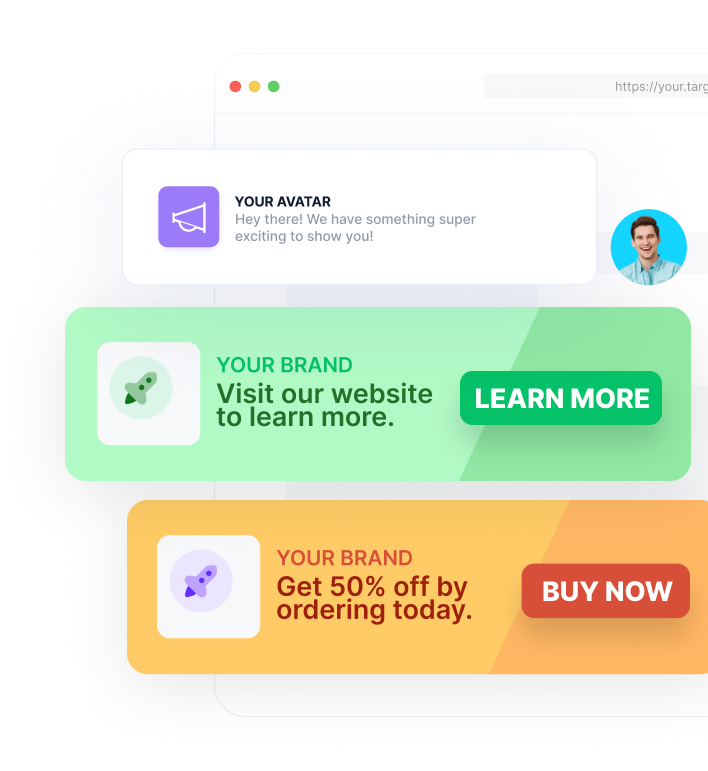 https://your.targ
YOUR AVATAR
Hey there! We have something super
exciting to show you!
YOUR BRAND
Visit our website
to learn more.
LEARN MORE
YOUR BRAND
Get 50% off by
ordering today.
BUY NOW